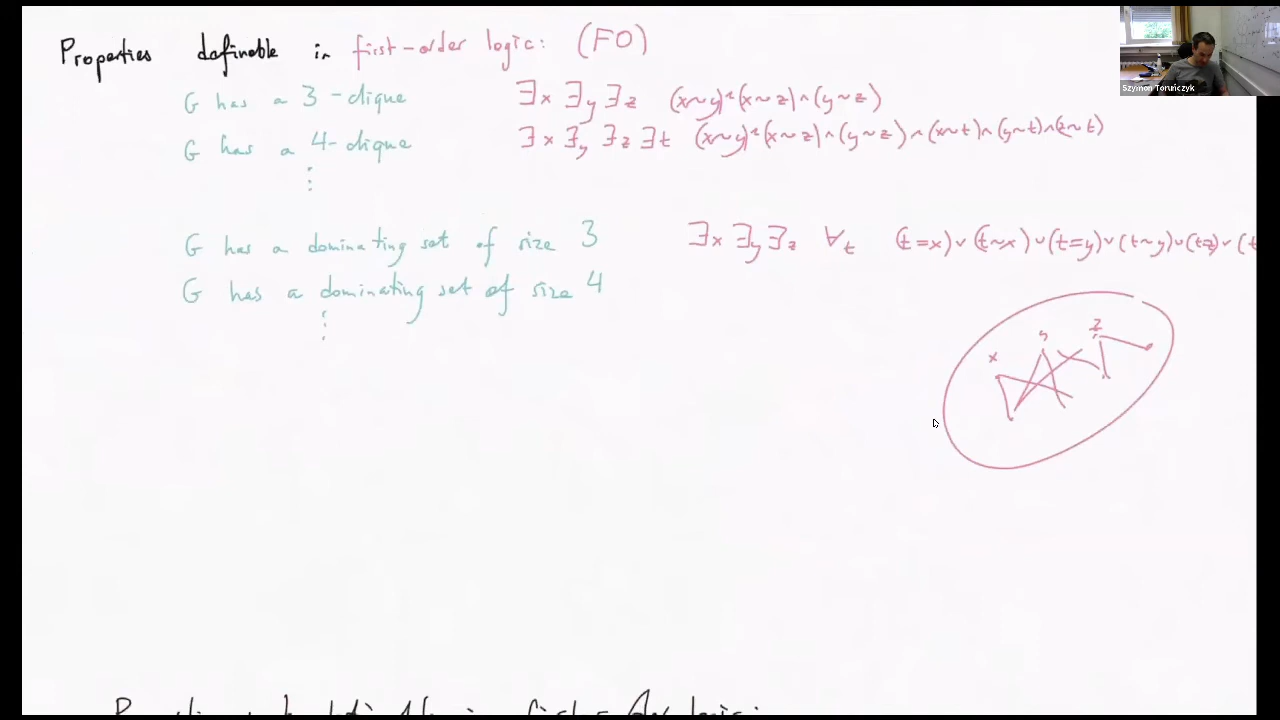 Properties definable in first-order logic: (FO)
G has a 3-clique ∃x ∃y ∃z (x~y)∧(x~z)∧(y~z)
G has a 4-clique ∃x ∃y ∃z ∃t (x~y)∧(x~z)∧(y~z)∧(x~t)∧(y~t)∧(z~t)
⋮
G has a dominating set of size 3 ∃x ∃y ∃z ∀t (t=x)∨(t~x)∨(t=y)∨(t~y)∨(t=z)∨(t
G has a dominating set of size 4
⋮
x y z
Szymon Toruńczyk